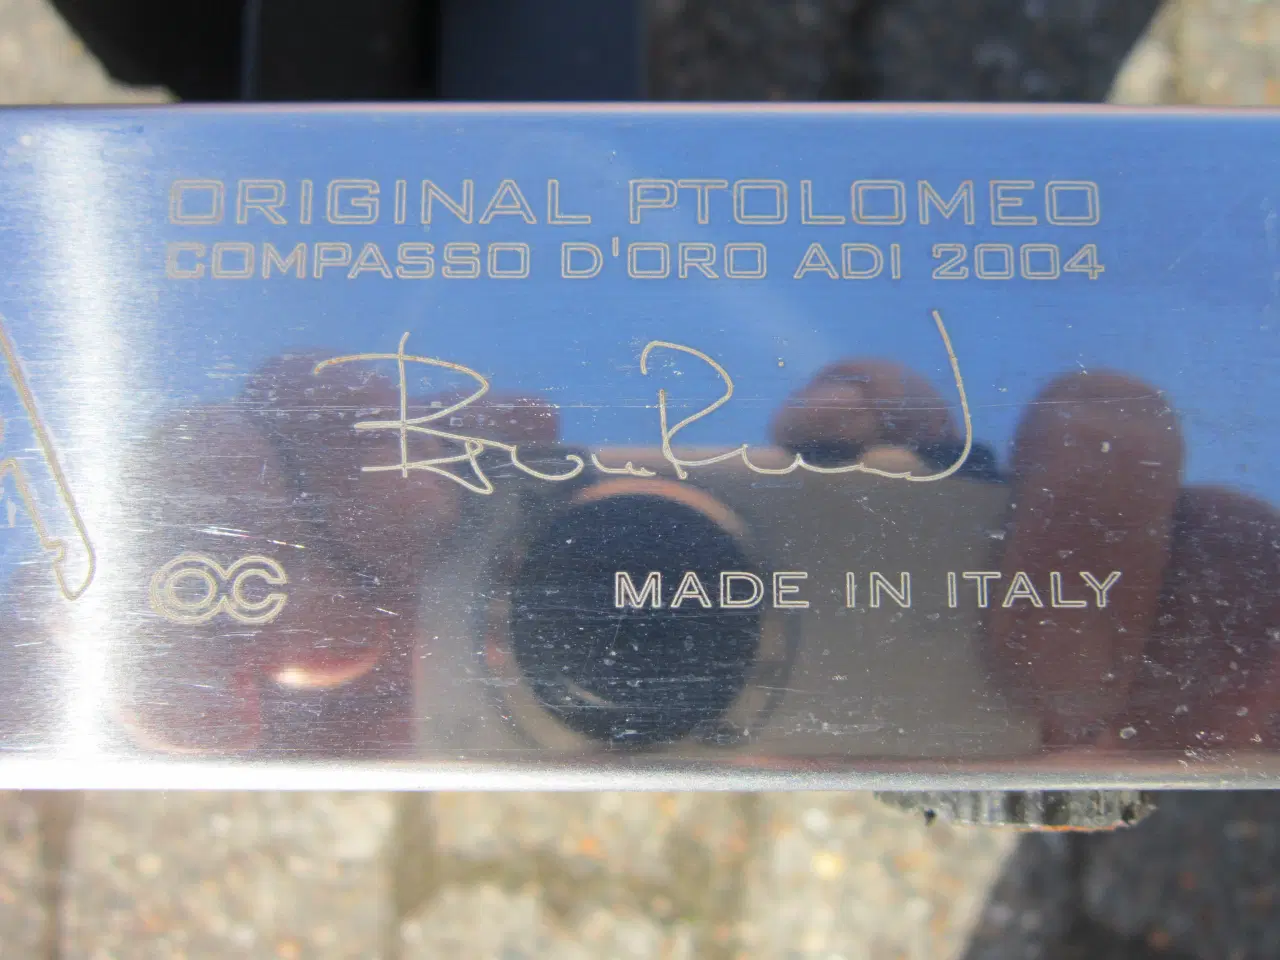 ORIGINAL PTOLOMEO
COMPASSO D'ORO ADI 2004
OC
MADE IN ITALY